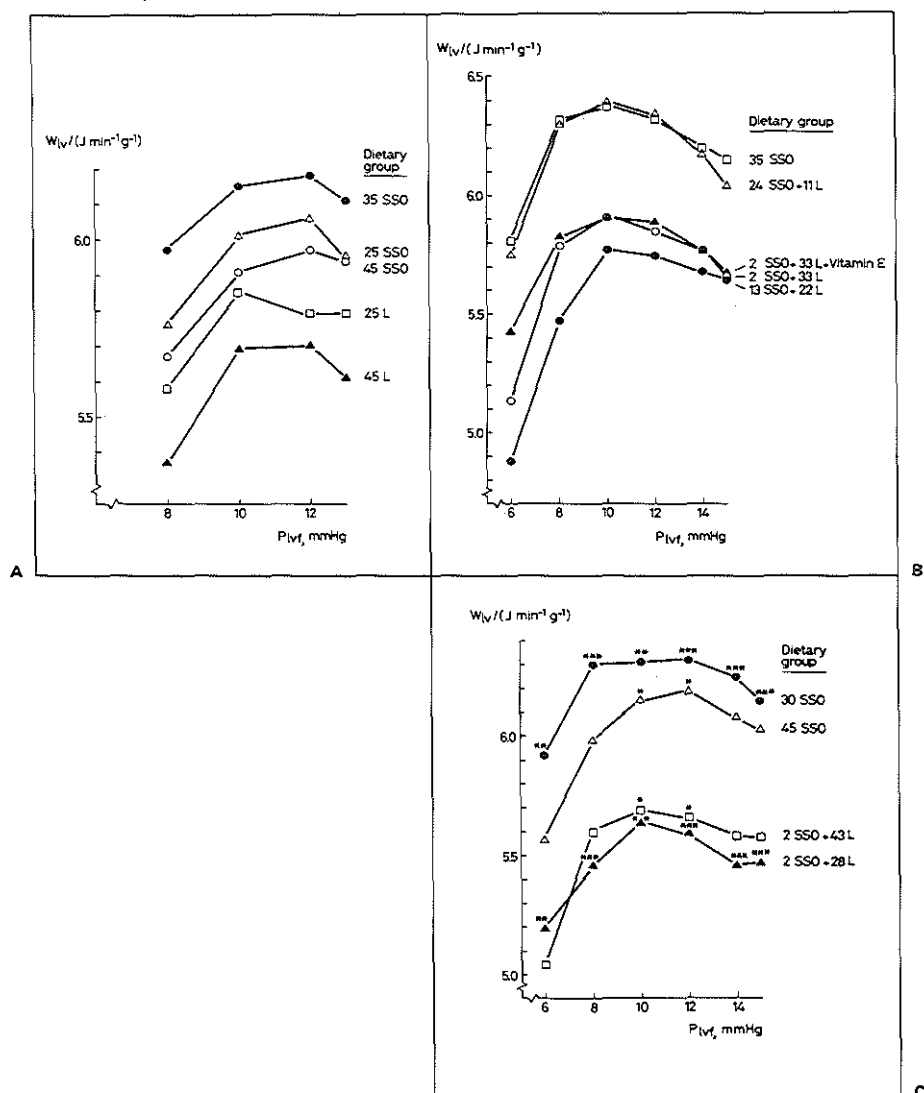 W_lv/(J min⁻¹g⁻¹)
Dietary group
35 SSO
25 SSO
45 SSO
25 L
45 L
6.0
5.5
8 10 12
P_lvf, mmHg
A
W_lv/(J min⁻¹g⁻¹)
6.5
6.0
5.5
5.0
Dietary group
35 SSO
24 SSO+11 L
2 SSO+33 L+Vitamin E
2 SSO+33 L
13 SSO+22 L
6 8 10 12 14
P_lvf, mmHg
B
W_lv/(J min⁻¹g⁻¹)
Dietary
group
30 SSO
45 SSO
2 SSO+43 L
2 SSO+28 L
** *** ** *** *** ***
* *
* *
** *** *** *** *** ***
6.0
5.5
5.0
6 8 10 12 14
P_lvf, mmHg
C